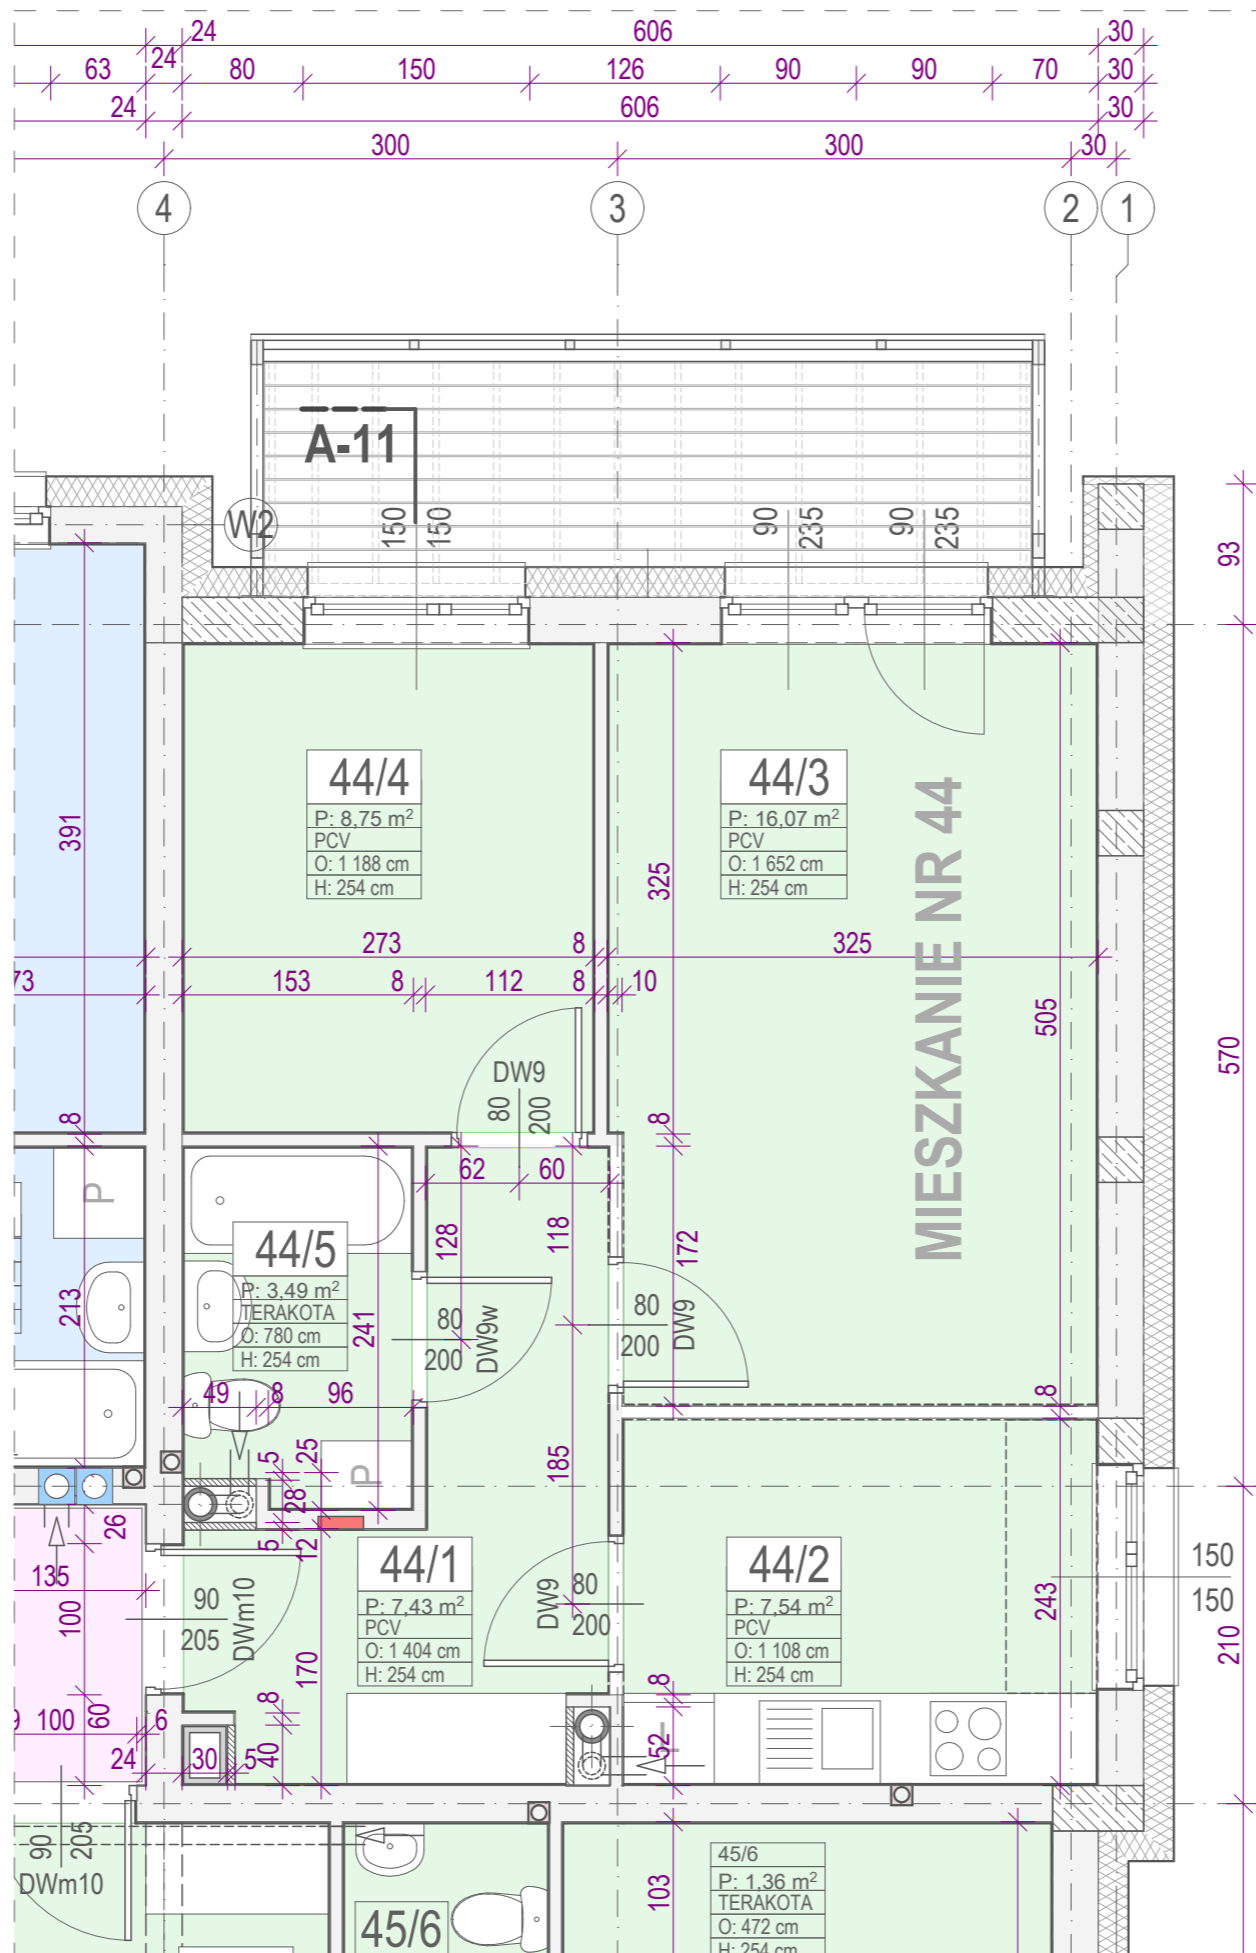 24 606 30
63 24 80 150 126 90 90 70 30
24 606 30
300 300 30
4 3 2 1
A-11
W2
150 150 90 235 90 235
93
44/4
P: 8,75 m²
PCV
O: 1 188 cm
H: 254 cm
44/3
P: 16,07 m²
PCV
O: 1 652 cm
H: 254 cm
MIESZKANIE NR 44
391 325 505 570
273 8 325
73 153 8 112 8 10
DW9
80 200
8 8
62 60
P
44/5
P: 3,49 m²
TERAKOTA
O: 780 cm
H: 254 cm
128 118 172
213 241
80
200
DW9w
80
200
DW9
49 8 96 8
5 25 P 185
28
26 5 12
44/1
P: 7,43 m²
PCV
O: 1 404 cm
H: 254 cm
44/2
P: 7,54 m²
PCV
O: 1 108 cm
H: 254 cm
135
100
90
205
DWm10
DW9
80
200
243
150
150
210
170
8 8
9 100 60 6
24 30 5 40 52
90 205
DWm10
103
45/6
45/6
P: 1,36 m²
TERAKOTA
O: 472 cm
H: 254 cm